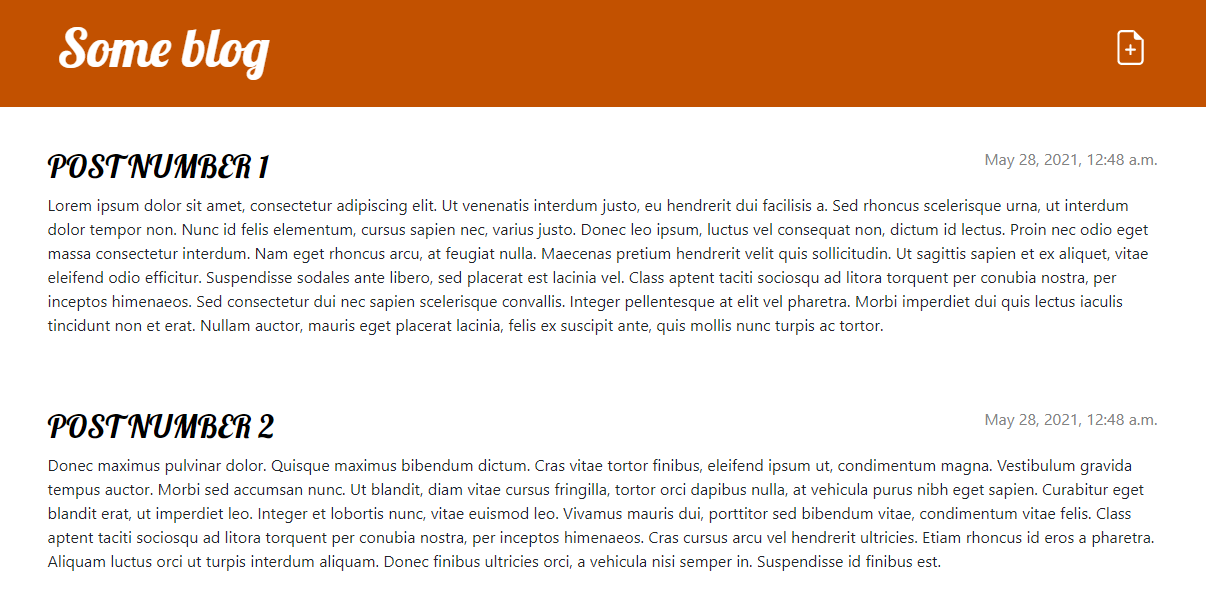 Some blog
POST NUMBER 1
May 28, 2021, 12:48 a.m.
Lorem ipsum dolor sit amet, consectetur adipiscing elit. Ut venenatis interdum justo, eu hendrerit dui facilisis a. Sed rhoncus scelerisque urna, ut interdum
dolor tempor non. Nunc id felis elementum, cursus sapien nec, varius justo. Donec leo ipsum, luctus vel consequat non, dictum id lectus. Proin nec odio eget
massa consectetur interdum. Nam eget rhoncus arcu, at feugiat nulla. Maecenas pretium hendrerit velit quis sollicitudin. Ut sagittis sapien et ex aliquet, vitae
eleifend odio efficitur. Suspendisse sodales ante libero, sed placerat est lacinia vel. Class aptent taciti sociosqu ad litora torquent per conubia nostra, per
inceptos himenaeos. Sed consectetur dui nec sapien scelerisque convallis. Integer pellentesque at elit vel pharetra. Morbi imperdiet dui quis lectus iaculis
tincidunt non et erat. Nullam auctor, mauris eget placerat lacinia, felis ex suscipit ante, quis mollis nunc turpis ac tortor.
POST NUMBER 2
May 28, 2021, 12:48 a.m.
Donec maximus pulvinar dolor. Quisque maximus bibendum dictum. Cras vitae tortor finibus, eleifend ipsum ut, condimentum magna. Vestibulum gravida
tempus auctor. Morbi sed accumsan nunc. Ut blandit, diam vitae cursus fringilla, tortor orci dapibus nulla, at vehicula purus nibh eget sapien. Curabitur eget
blandit erat, ut imperdiet leo. Integer et lobortis nunc, vitae euismod leo. Vivamus mauris dui, porttitor sed bibendum vitae, condimentum vitae felis. Class
aptent taciti sociosqu ad litora torquent per conubia nostra, per inceptos himenaeos. Cras cursus arcu vel hendrerit ultricies. Etiam rhoncus id eros a pharetra.
Aliquam luctus orci ut turpis interdum aliquam. Donec finibus ultricies orci, a vehicula nisi semper in. Suspendisse id finibus est.